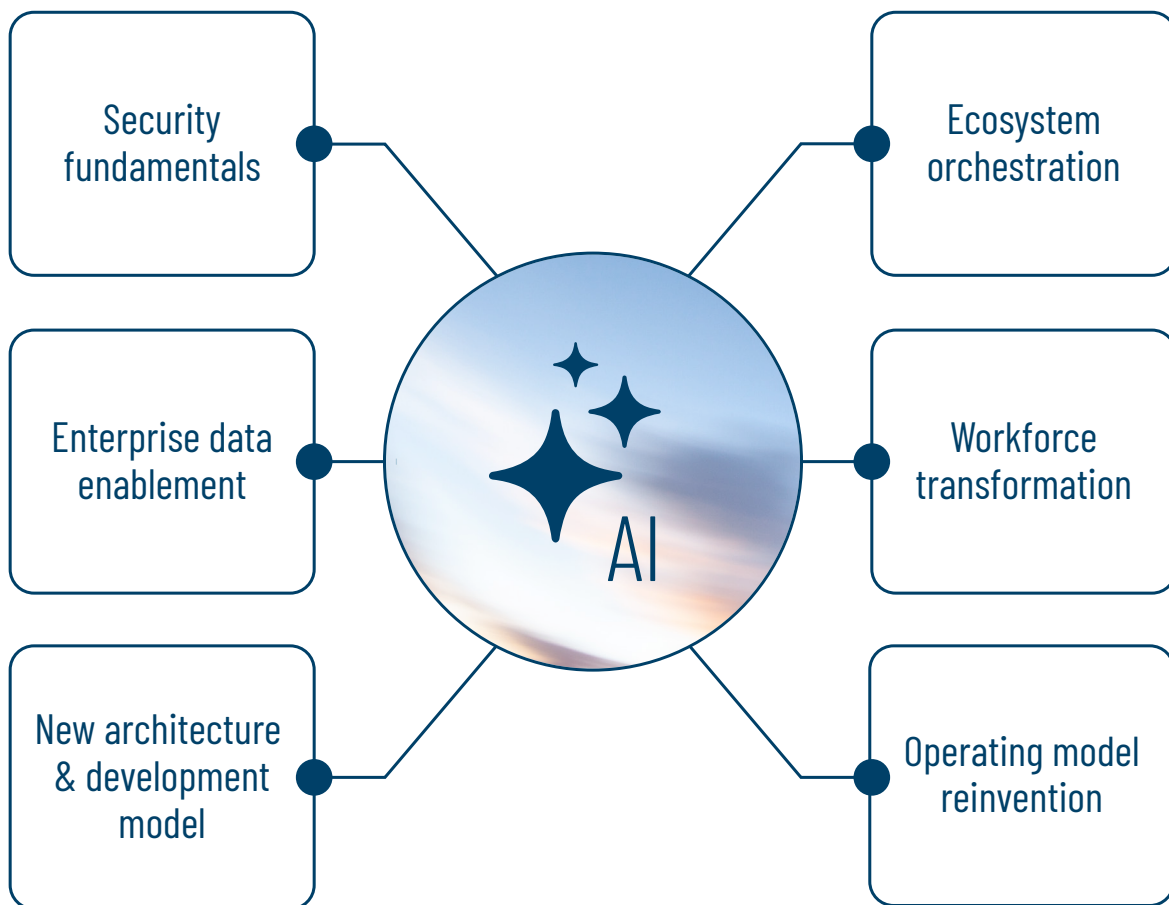 Security
fundamentals
Ecosystem
orchestration
Enterprise data
enablement
AI
Workforce
transformation
New architecture
& development
model
Operating model
reinvention